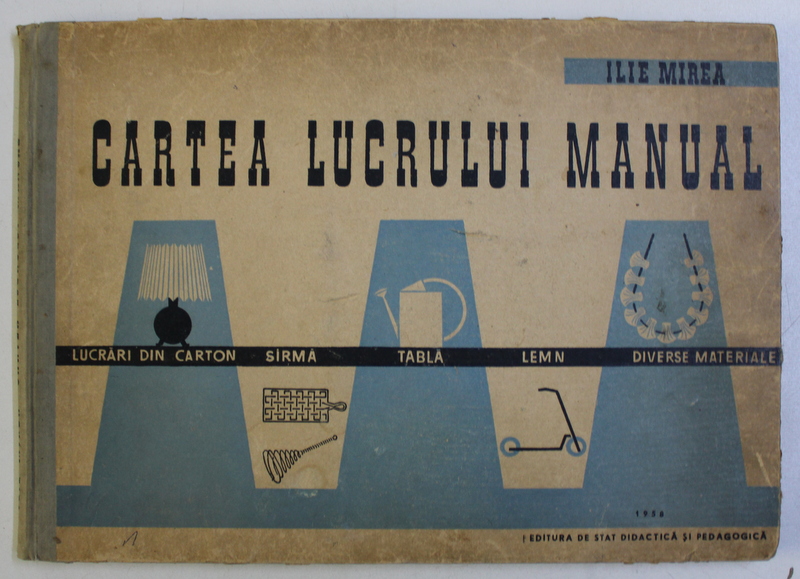 ILIE MIREA
CARTEA LUCRULUI MANUAL
LUCRĂRI DIN CARTON SÎRMĂ TABLĂ LEMN DIVERSE MATERIALE
1958
EDITURA DE STAT DIDACTICĂ ȘI PEDAGOGICĂ